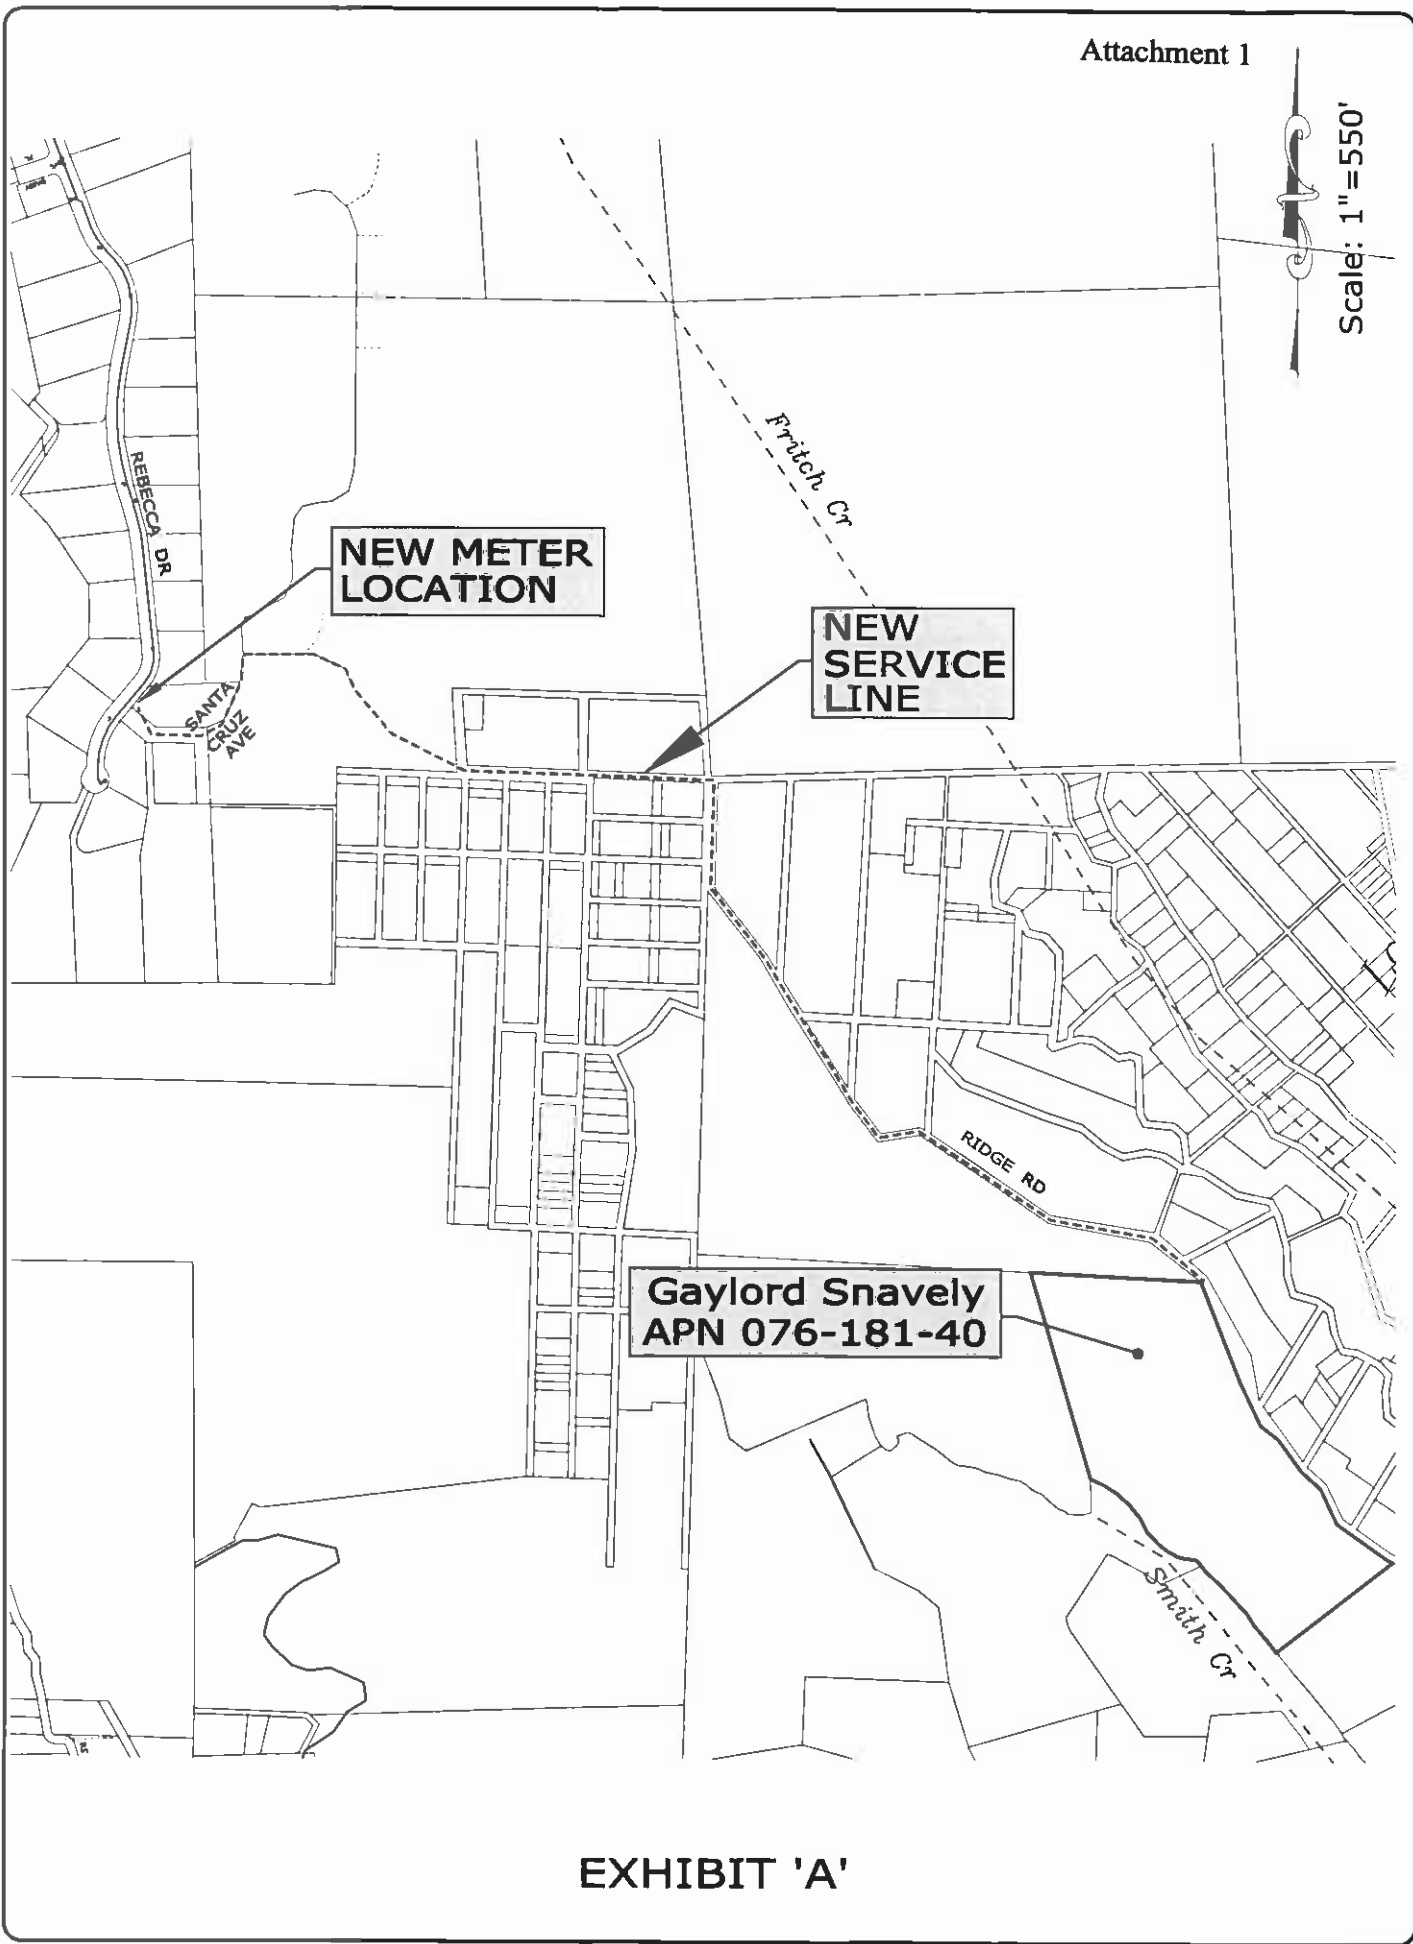 Attachment 1
Scale: 1"=550'
Fritch Cr
REBECCA DR
NEW METER
LOCATION
NEW
SERVICE
LINE
SANTA
CRUZ
AVE
RIDGE RD
Gaylord Snavely
APN 076-181-40
Smith Cr
EXHIBIT 'A'